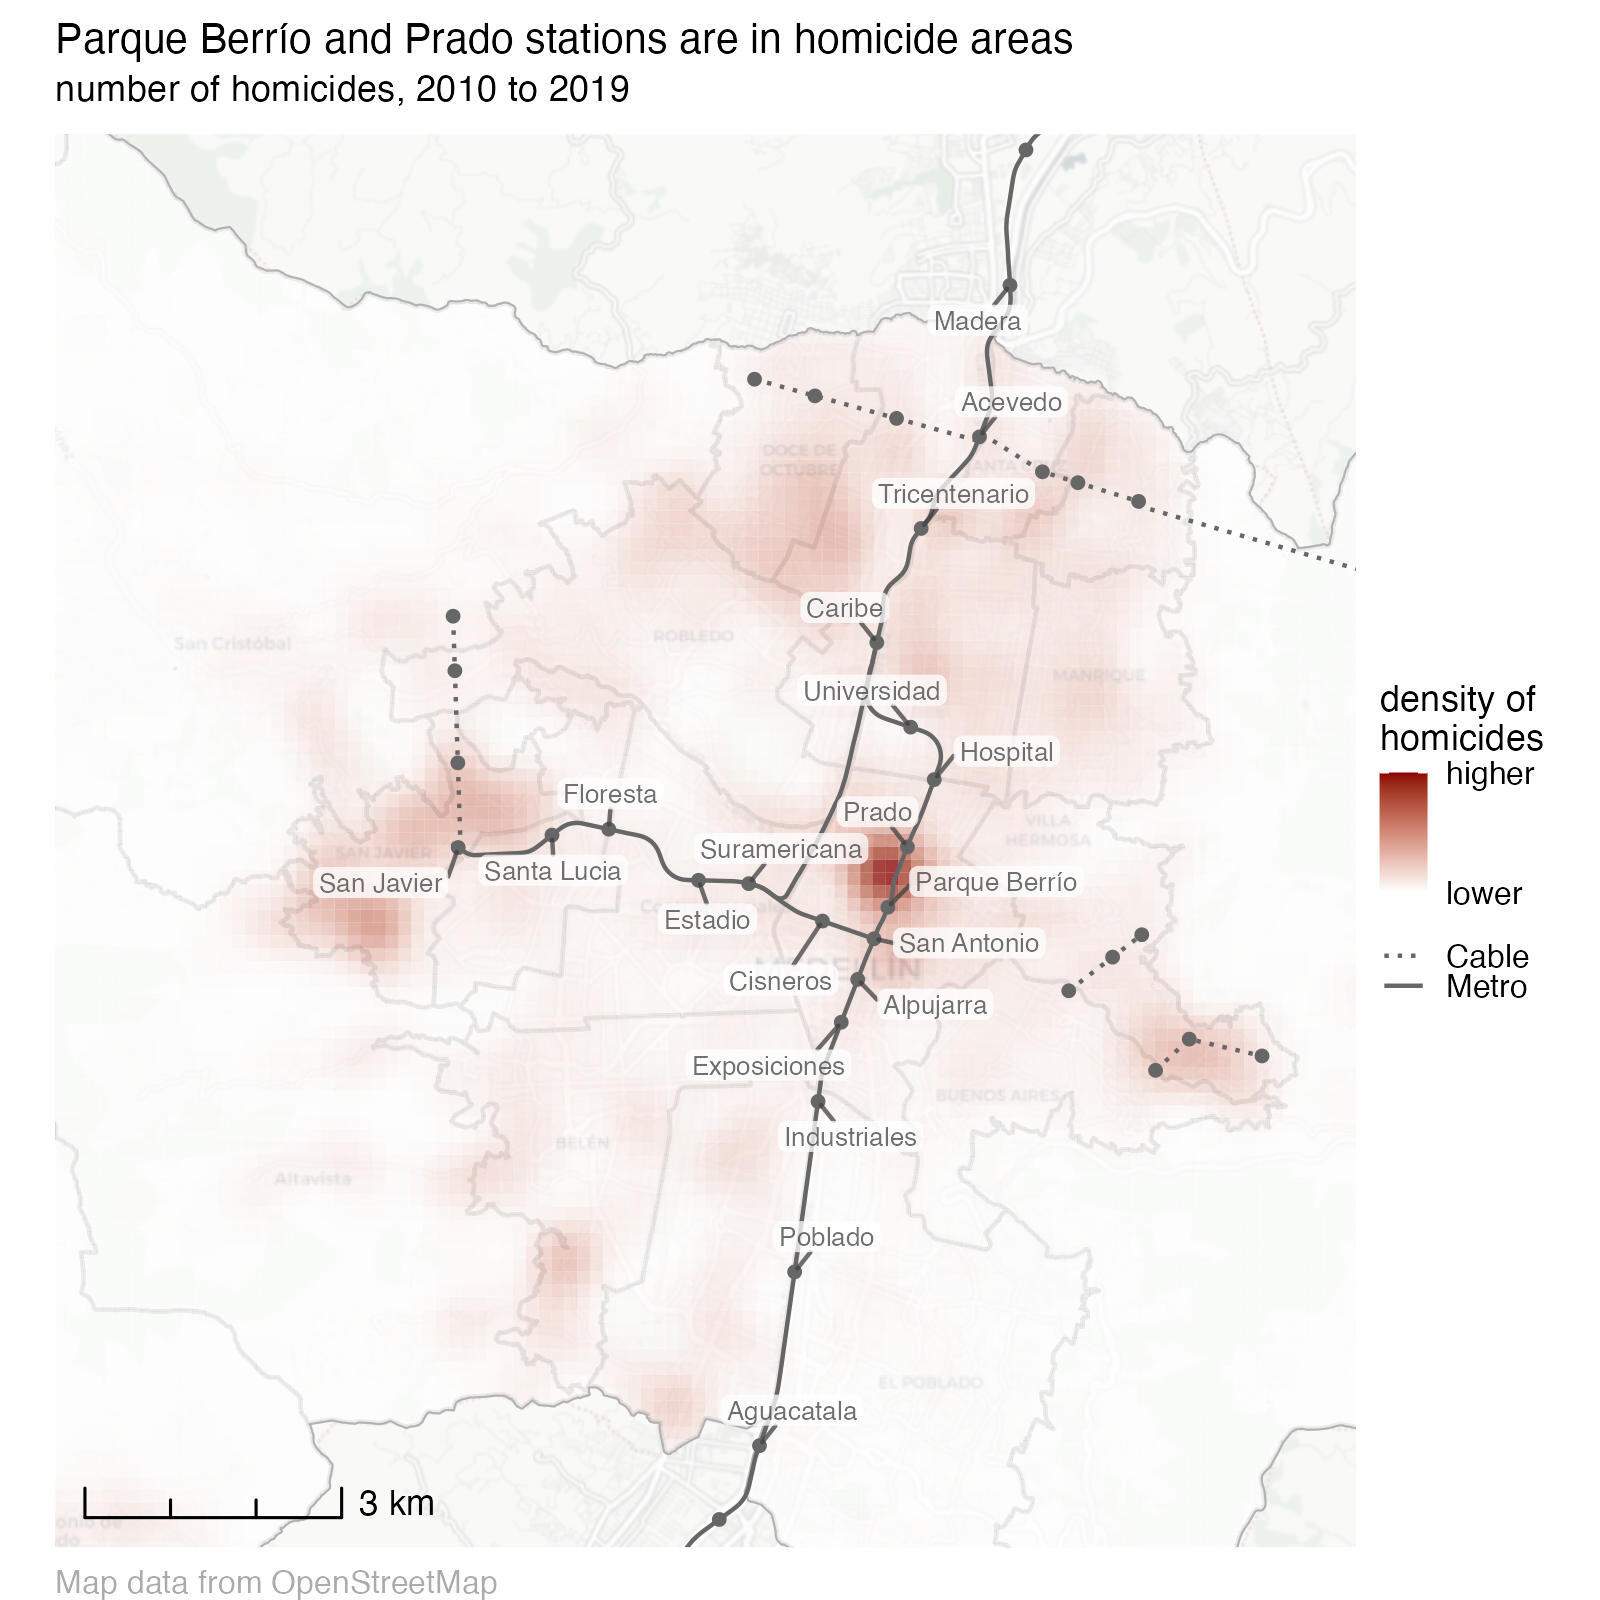 Parque Berrío and Prado stations are in homicide areas
number of homicides, 2010 to 2019
Madera
Acevedo
DOCE DE
OCTUBRE
Tricentenario
Caribe
San Cristóbal
ROBLEDO
MANRIQUE
Universidad
Hospital
Floresta
Prado
VILLA
HERMOSA
Suramericana
SAN JAVIER
San Javier
Santa Lucia
Parque Berrío
Estadio
San Antonio
Cisneros
Alpujarra
Exposiciones
BUENOS AIRES
Industriales
BELÉN
Altavista
Poblado
EL POBLADO
Aguacatala
3 km
density of
homicides
higher
lower
Cable
Metro
Map data from OpenStreetMap